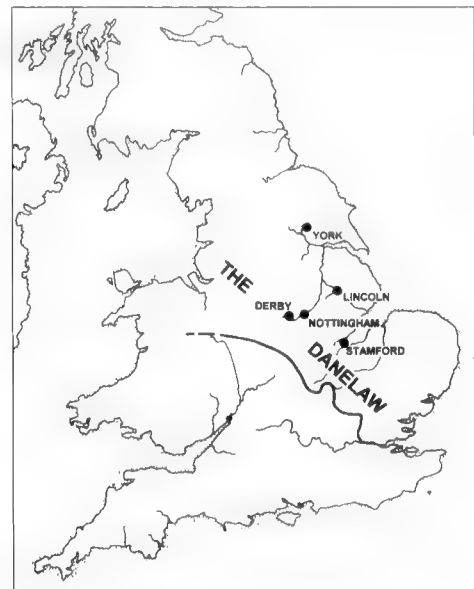 YORK
THE
LINCOLN
DERBY
NOTTINGHAM
STAMFORD
DANELAW